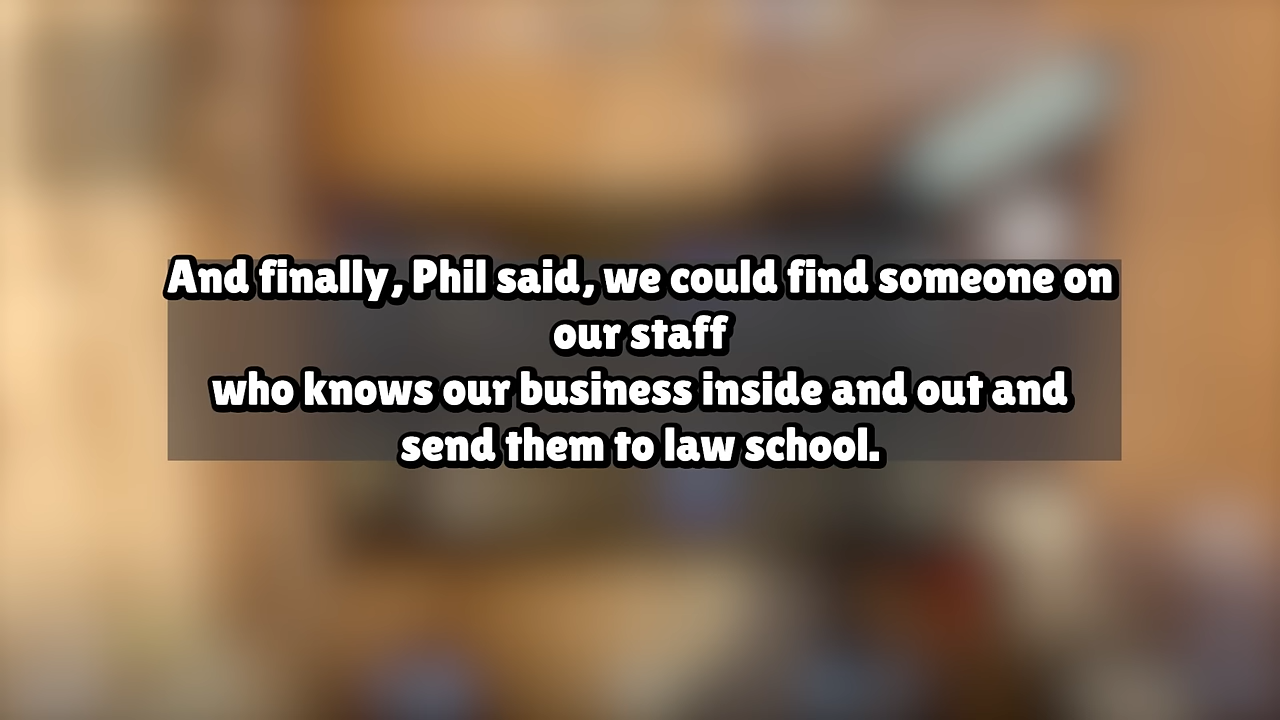 And finally, Phil said, we could find someone on
our staff
who knows our business inside and out and
send them to law school.